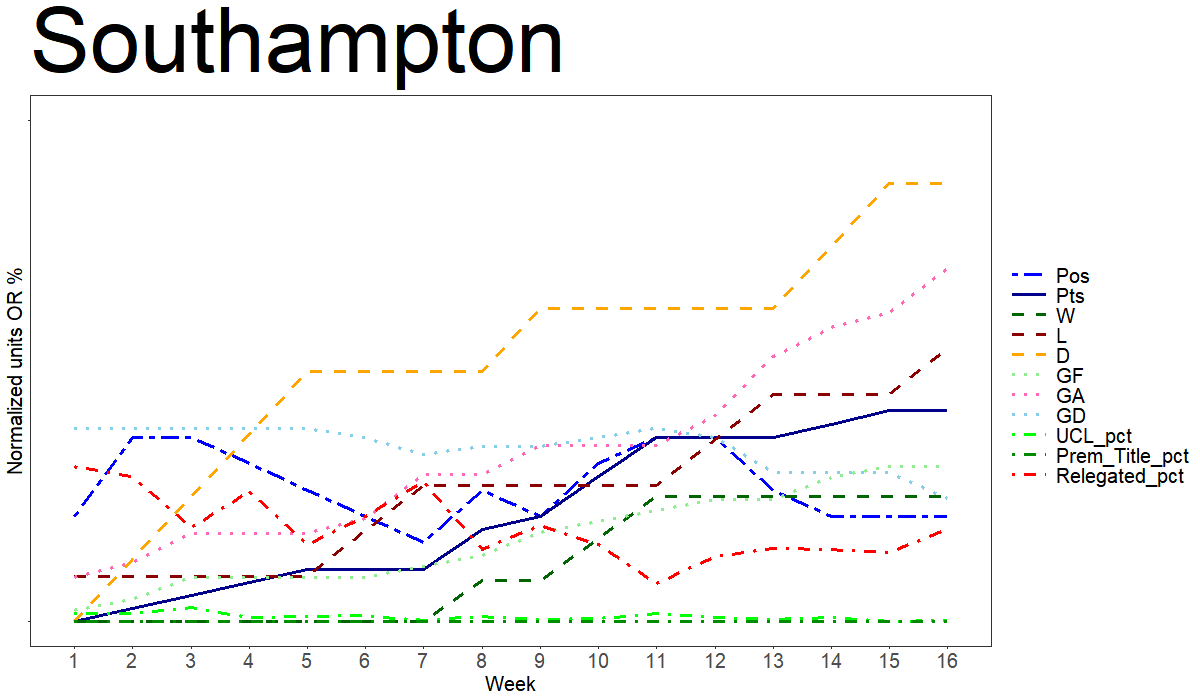 Southampton
Normalized units OR %
1 2 3 4 5 6 7 8 9 10 11 12 13 14 15 16
Week
Pos
Pts
W
L
D
GF
GA
GD
UCL_pct
Prem_Title_pct
Relegated_pct